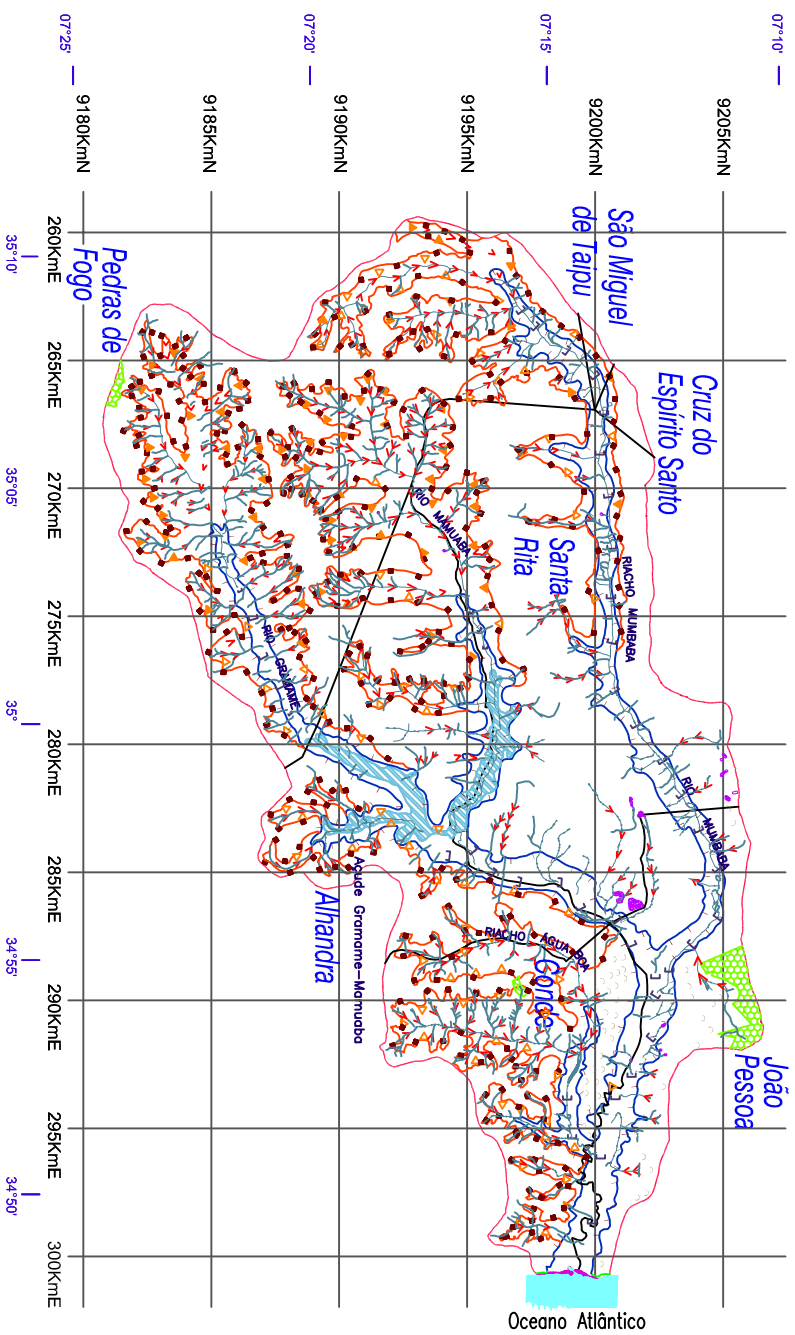 07°25'
07°20'
07°15'
07°10'
9180KmN
9185KmN
9190KmN
9195KmN
9200KmN
9205KmN
260KmE
265KmE
270KmE
275KmE
280KmE
285KmE
290KmE
295KmE
300KmE
35°10'
35°05'
35°
34°55'
34°50'
São Miguel
de Taipu
Cruz do
Espírito Santo
Pedras de
Fogo
Santa
Rita
RIO MAMUABA
RIACHO MUMBABA
RIO GRAMAME
RIO MUMBABA
Açude Gramame-Mamuaba
Alhandra
RIACHO ÁGUA BOA
Conde
João
Pessoa
Oceano Atlântico